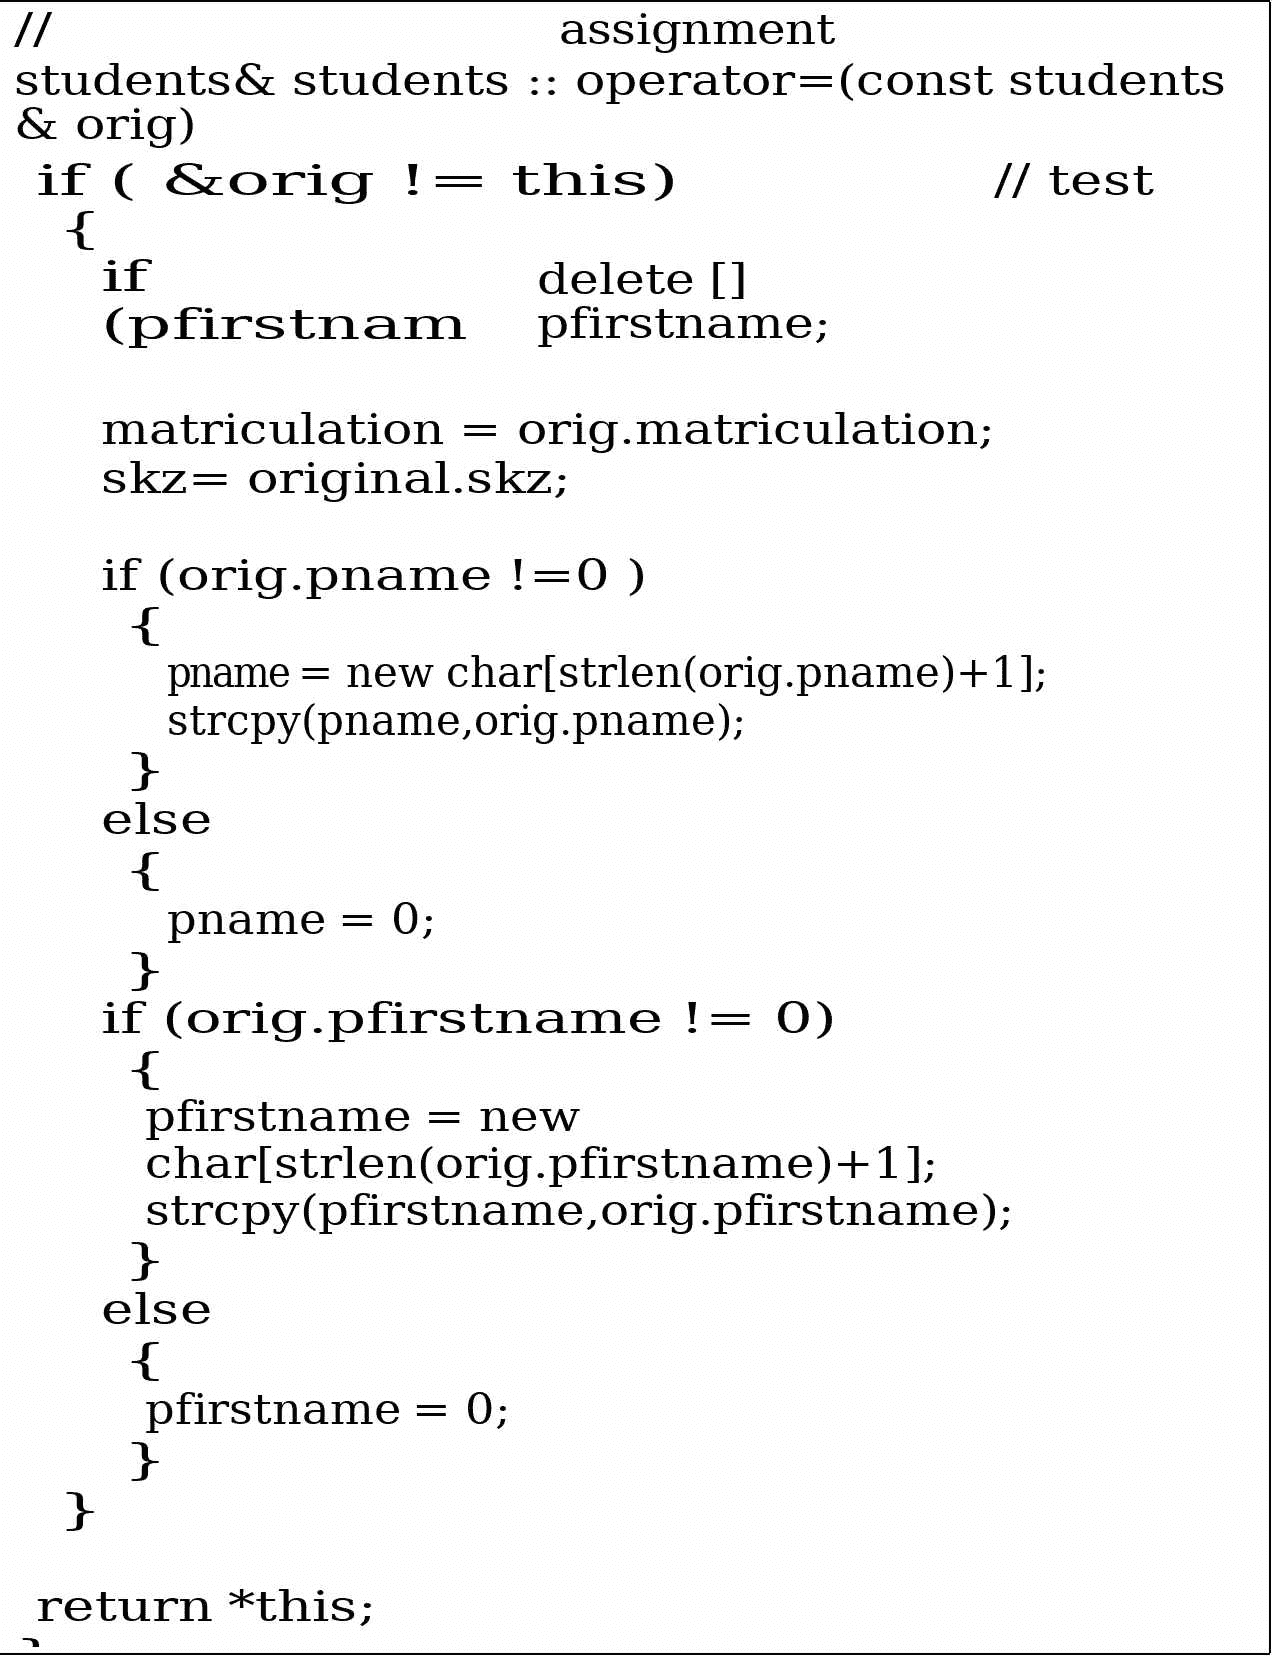 // assignment
students& students :: operator=(const students
& orig)
if ( &orig != this) // test
{
if delete []
(pfirstnam pfirstname;
matriculation = orig.matriculation;
skz= original.skz;
if (orig.pname !=0 )
{
pname = new char[strlen(orig.pname)+1];
strcpy(pname,orig.pname);
}
else
{
pname = 0;
}
if (orig.pfirstname != 0)
{
pfirstname = new
char[strlen(orig.pfirstname)+1];
strcpy(pfirstname,orig.pfirstname);
}
else
{
pfirstname = 0;
}
}
return *this;
}